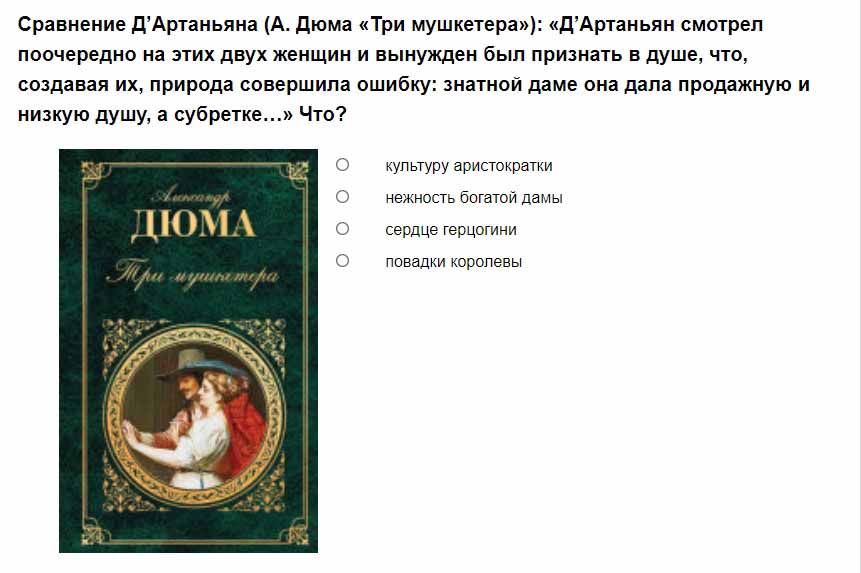 Сравнение Д’Артаньяна (А. Дюма «Три мушкетера»): «Д’Артаньян смотрел
поочередно на этих двух женщин и вынужден был признать в душе, что,
создавая их, природа совершила ошибку: знатной даме она дала продажную и
низкую душу, а субретке…» Что?
культуру аристократки
нежность богатой дамы
сердце герцогини
повадки королевы
Александр
ДЮМА
Три мушкетера